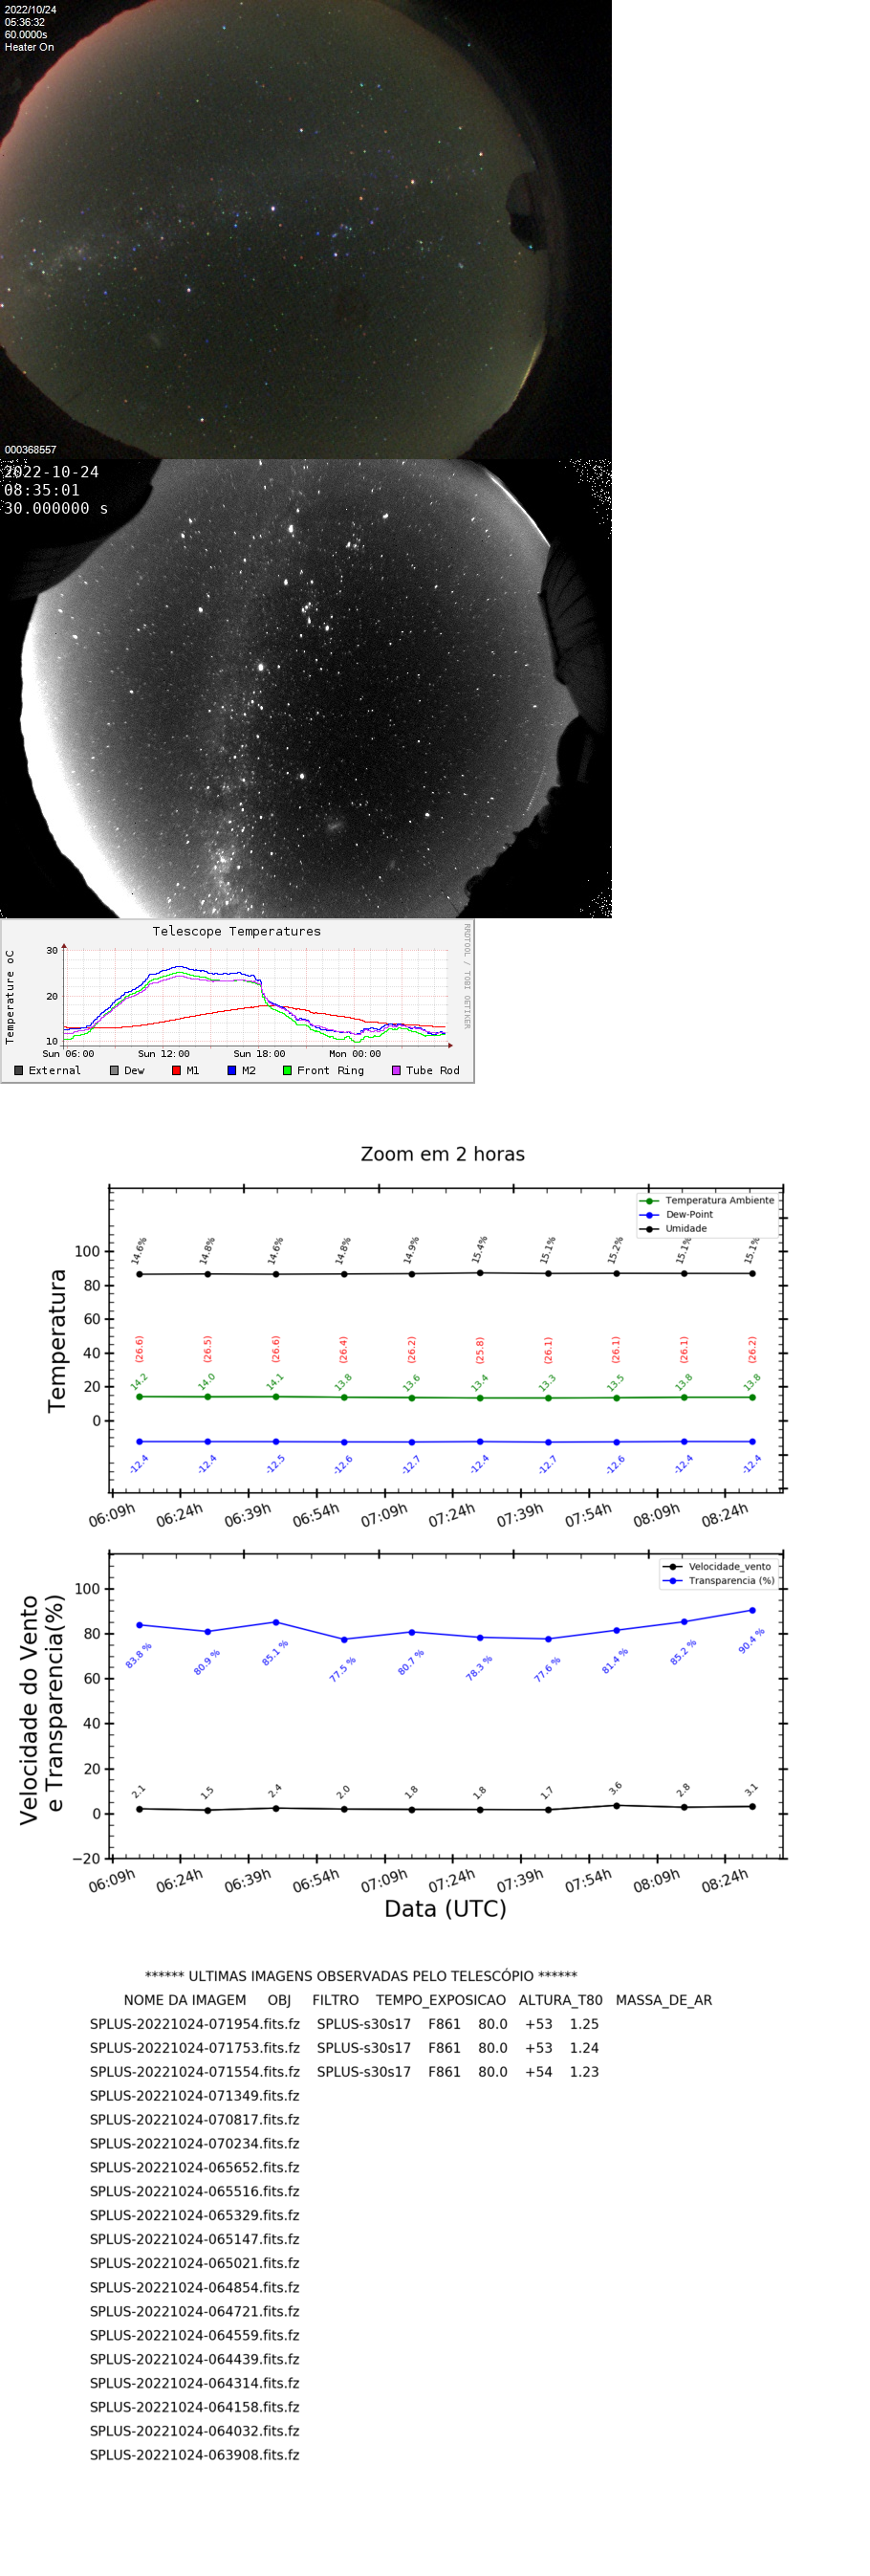 2022/10/24
05:36:32
60.0000s
Heater On
000368557
2022-10-24
08:35:01
30.000000 s
Telescope Temperatures
RRDTOOL / TOBI OETIKER
Temperature oC
30
20
10
Sun 06:00 Sun 12:00 Sun 18:00 Mon 00:00
External Dew M1 M2 Front Ring Tube Rod
Zoom em 2 horas
Temperatura Ambiente
Dew-Point
Umidade
Temperatura
100
80
60
40
20
0
14.6% 14.8% 14.6% 14.8% 14.9% 15.4% 15.1% 15.2% 15.1% 15.1%
(26.6) (26.5) (26.6) (26.4) (26.2) (25.8) (26.1) (26.1) (26.1) (26.2)
14.2 14.0 14.1 13.8 13.6 13.4 13.3 13.5 13.8 13.8
-12.4 -12.4 -12.5 -12.6 -12.7 -12.4 -12.7 -12.6 -12.4 -12.4
06:09h 06:24h 06:39h 06:54h 07:09h 07:24h 07:39h 07:54h 08:09h 08:24h
Velocidade_vento
Transparencia (%)
Velocidade do Vento
e Transparencia(%)
100
80
60
40
20
0
−20
83.8 % 80.9 % 85.1 % 77.5 % 80.7 % 78.3 % 77.6 % 81.4 % 85.2 % 90.4 %
2.1 1.5 2.4 2.0 1.8 1.8 1.7 3.6 2.8 3.1
06:09h 06:24h 06:39h 06:54h 07:09h 07:24h 07:39h 07:54h 08:09h 08:24h
Data (UTC)
****** ULTIMAS IMAGENS OBSERVADAS PELO TELESCÓPIO ******
NOME DA IMAGEM OBJ FILTRO TEMPO_EXPOSICAO ALTURA_T80 MASSA_DE_AR
SPLUS-20221024-071954.fits.fz SPLUS-s30s17 F861 80.0 +53 1.25
SPLUS-20221024-071753.fits.fz SPLUS-s30s17 F861 80.0 +53 1.24
SPLUS-20221024-071554.fits.fz SPLUS-s30s17 F861 80.0 +54 1.23
SPLUS-20221024-071349.fits.fz
SPLUS-20221024-070817.fits.fz
SPLUS-20221024-070234.fits.fz
SPLUS-20221024-065652.fits.fz
SPLUS-20221024-065516.fits.fz
SPLUS-20221024-065329.fits.fz
SPLUS-20221024-065147.fits.fz
SPLUS-20221024-065021.fits.fz
SPLUS-20221024-064854.fits.fz
SPLUS-20221024-064721.fits.fz
SPLUS-20221024-064559.fits.fz
SPLUS-20221024-064439.fits.fz
SPLUS-20221024-064314.fits.fz
SPLUS-20221024-064158.fits.fz
SPLUS-20221024-064032.fits.fz
SPLUS-20221024-063908.fits.fz